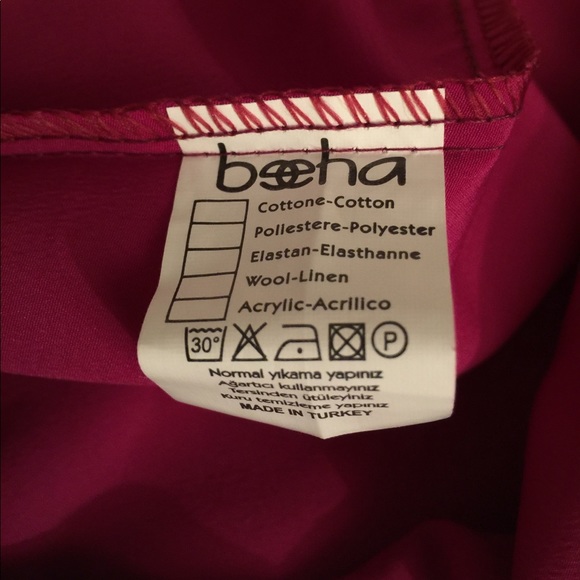 beeha
Cottone-Cotton
Pollestere-Polyester
Elastan-Elasthanne
Wool-Linen
Acrylic-Acrilico
30° P
Normal yıkama yapınız
Ağartıcı kullanmayınız
Tersinden ütüleyiniz
Kuru temizleme yapınız
MADE IN TURKEY